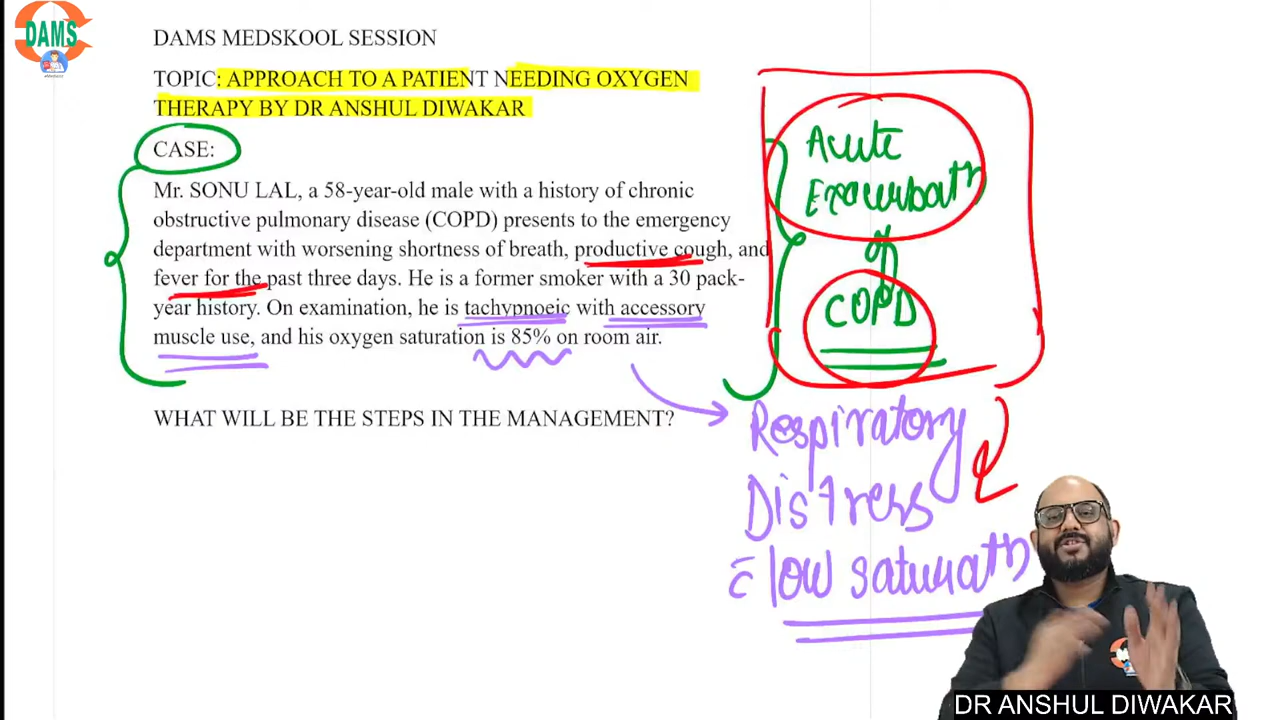 DAMS
DAMS MEDSKOOL SESSION
TOPIC: APPROACH TO A PATIENT NEEDING OXYGEN
THERAPY BY DR ANSHUL DIWAKAR
CASE:
Mr. SONU LAL, a 58-year-old male with a history of chronic
obstructive pulmonary disease (COPD) presents to the emergency
department with worsening shortness of breath, productive cough, and
fever for the past three days. He is a former smoker with a 30 pack-
year history. On examination, he is tachypnoeic with accessory
muscle use, and his oxygen saturation is 85% on room air.
WHAT WILL BE THE STEPS IN THE MANAGEMENT?
Acute
of
COPD
Respiratory
Distress
low
DR ANSHUL DIWAKAR